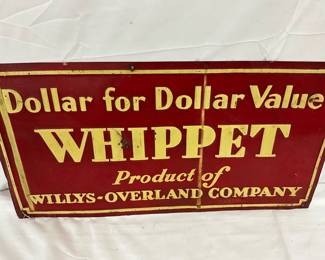 Dollar for Dollar Value
WHIPPET
Product of
WILLYS-OVERLAND COMPANY